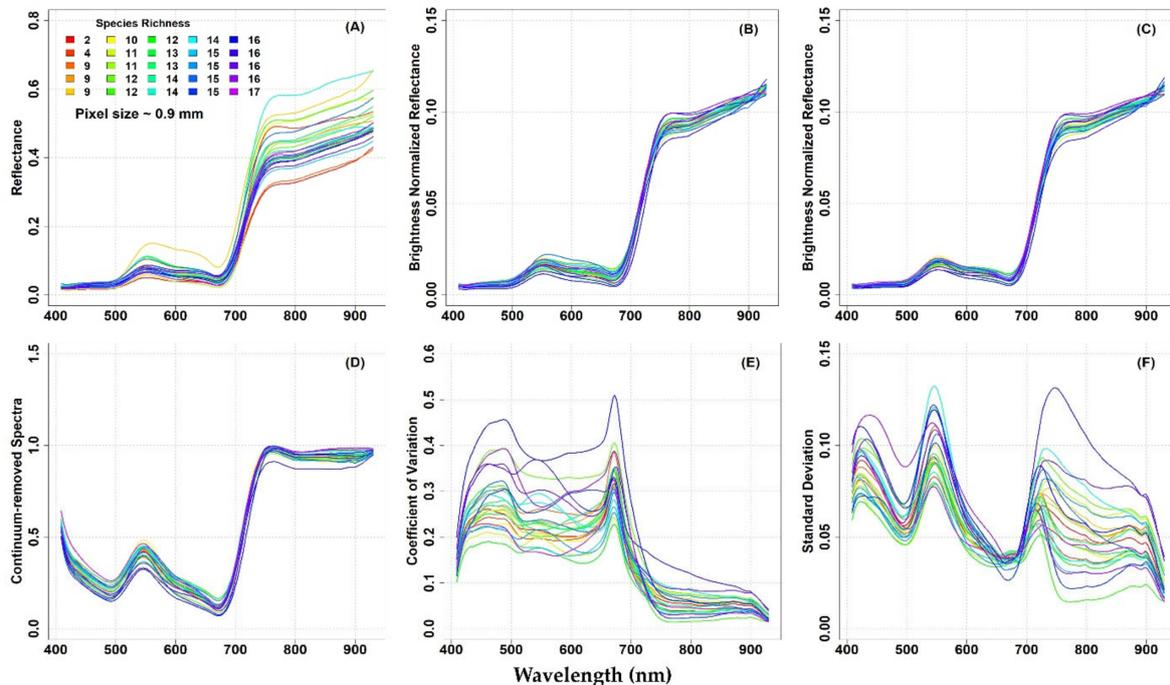 (A)
Species Richness
2 10 12 14 16
4 11 13 15 16
9 11 13 15 16
9 12 14 15 16
9 12 14 15 17
Pixel size ~ 0.9 mm
Reflectance
0.8
0.6
0.4
0.2
0.0
400 500 600 700 800 900
(B)
Brightness Normalized Reflectance
0.15
0.10
0.05
0.00
400 500 600 700 800 900
(C)
Brightness Normalized Reflectance
0.15
0.10
0.05
0.00
400 500 600 700 800 900
(D)
Continuum-removed Spectra
1.5
1.0
0.5
0.0
400 500 600 700 800 900
(E)
Coefficient of Variation
0.6
0.5
0.4
0.3
0.2
0.1
0.0
400 500 600 700 800 900
(F)
Standard Deviation
0.15
0.10
0.05
0.00
400 500 600 700 800 900
Wavelength (nm)